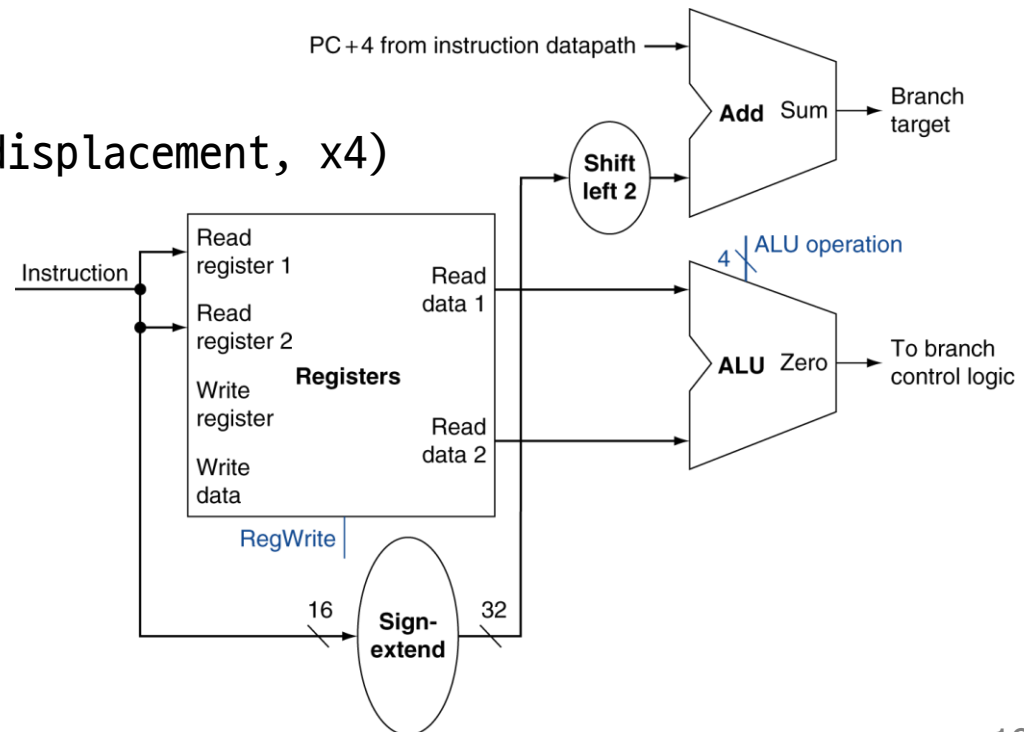 PC+4 from instruction datapath
Add Sum
Branch
target
displacement, x4)
Shift
left 2
ALU operation
4
Instruction
Read
register 1
Read
data 1
Read
register 2
Registers
ALU Zero
To branch
control logic
Write
register
Read
data 2
Write
data
RegWrite
16
Sign-
extend
32